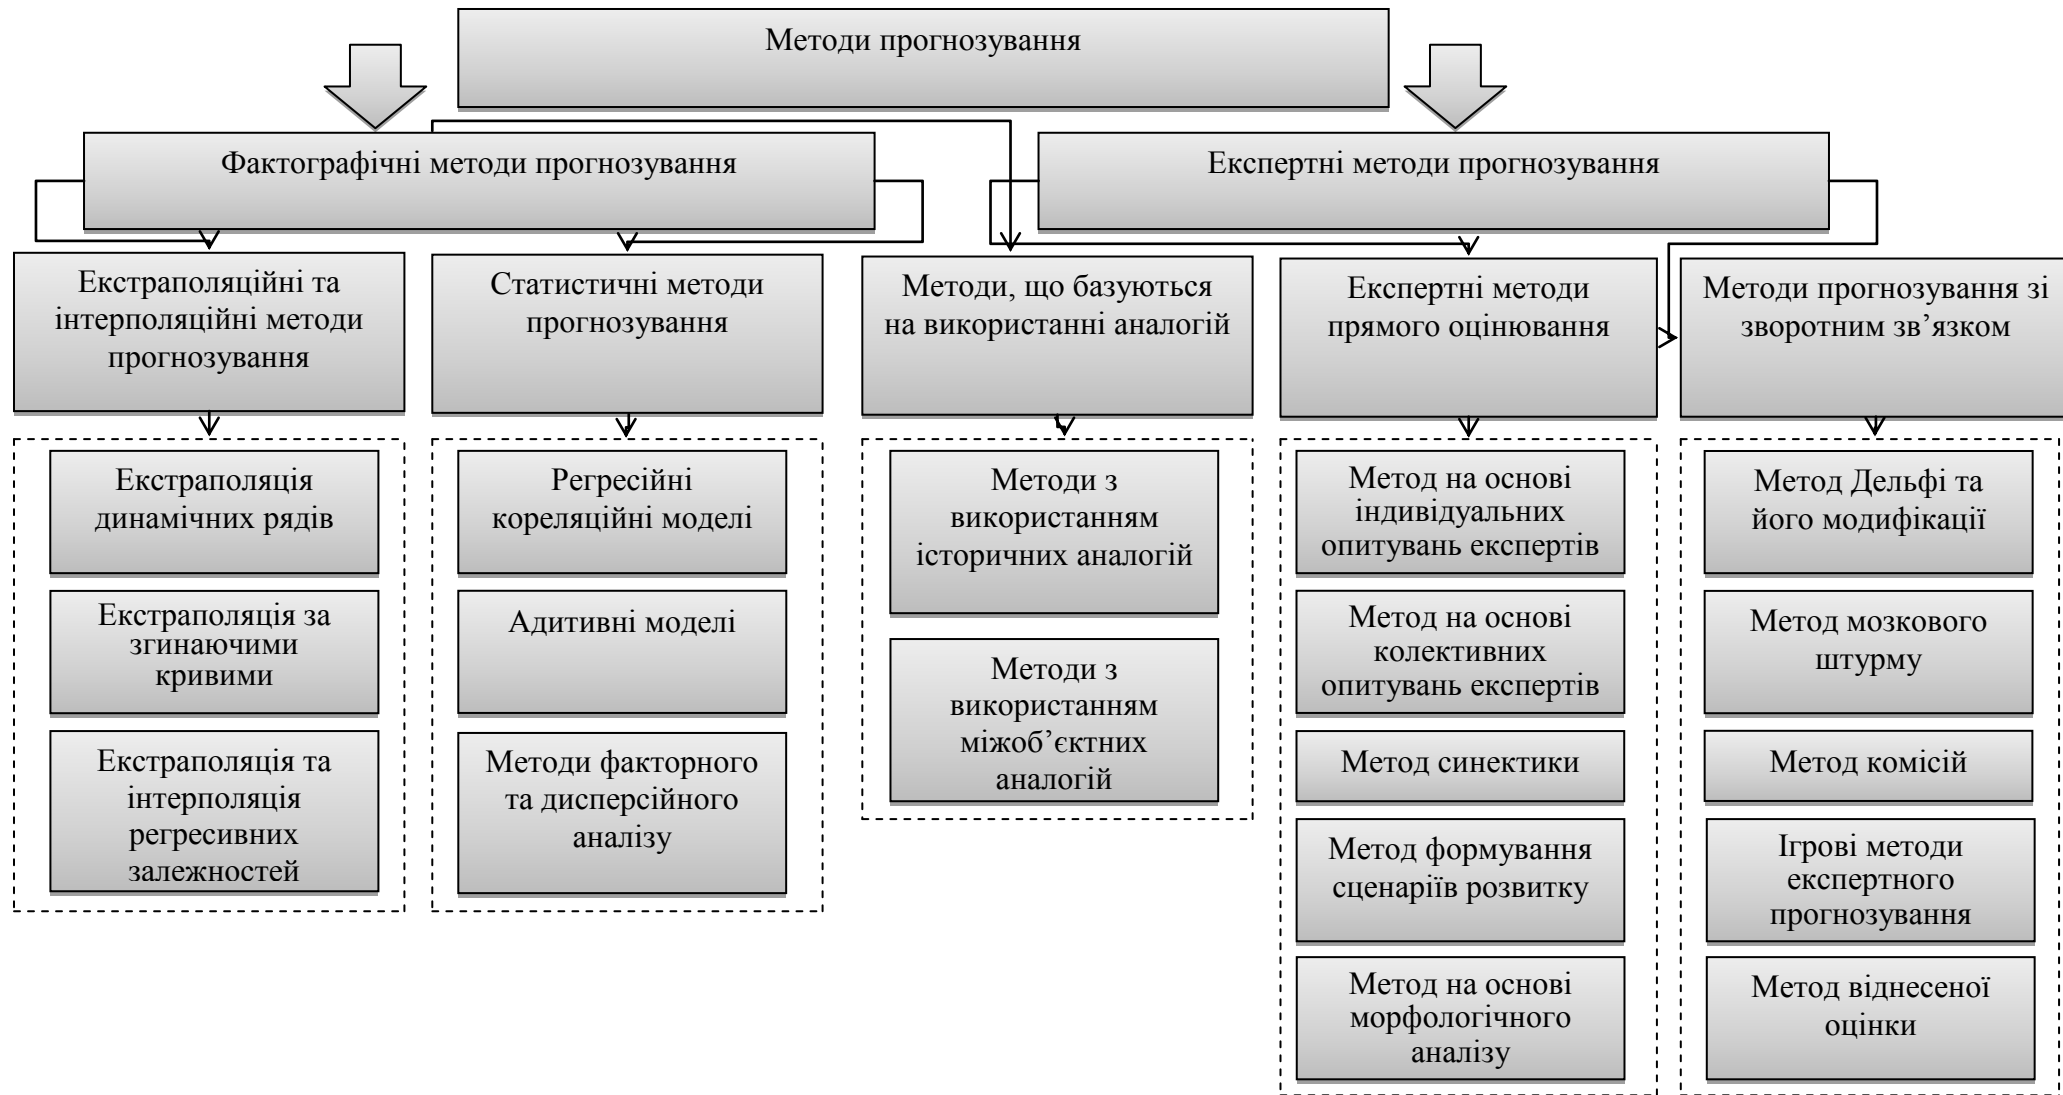 Методи прогнозування
Фактографічні методи прогнозування
Експертні методи прогнозування
Екстраполяційні та
інтерполяційні методи
прогнозування
Статистичні методи
прогнозування
Методи, що базуються
на використанні аналогій
Експертні методи
прямого оцінювання
Методи прогнозування зі
зворотним зв’язком
Екстраполяція
динамічних рядів
Екстраполяція за
згинаючими
кривими
Екстраполяція та
інтерполяція
регресивних
залежностей
Регресійні
кореляційні моделі
Адитивні моделі
Методи факторного
та дисперсійного
аналізу
Методи з
використанням
історичних аналогій
Методи з
використанням
міжоб’єктних
аналогій
Метод на основі
індивідуальних
опитувань експертів
Метод на основі
колективних
опитувань експертів
Метод синектики
Метод формування
сценаріїв розвитку
Метод на основі
морфологічного
аналізу
Метод Дельфі та
його модифікації
Метод мозкового
штурму
Метод комісій
Ігрові методи
експертного
прогнозування
Метод віднесеної
оцінки